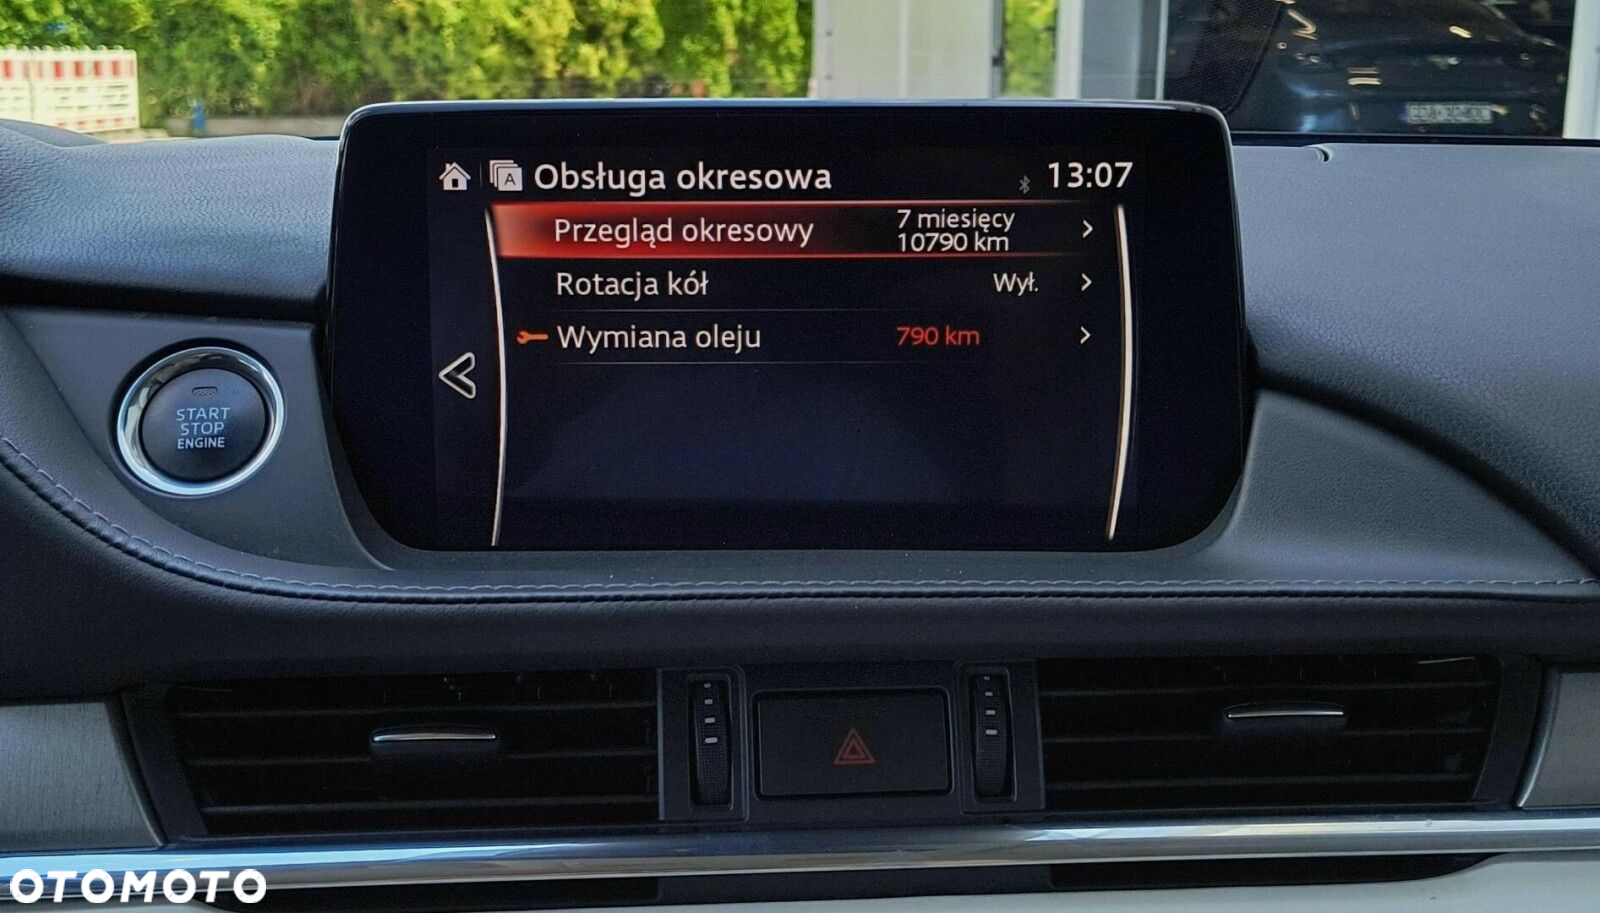 A Obsługa okresowa 13:07
Przegląd okresowy 7 miesięcy
10790 km
Rotacja kół Wył.
Wymiana oleju 790 km
START
STOP
ENGINE
OTOMOTO